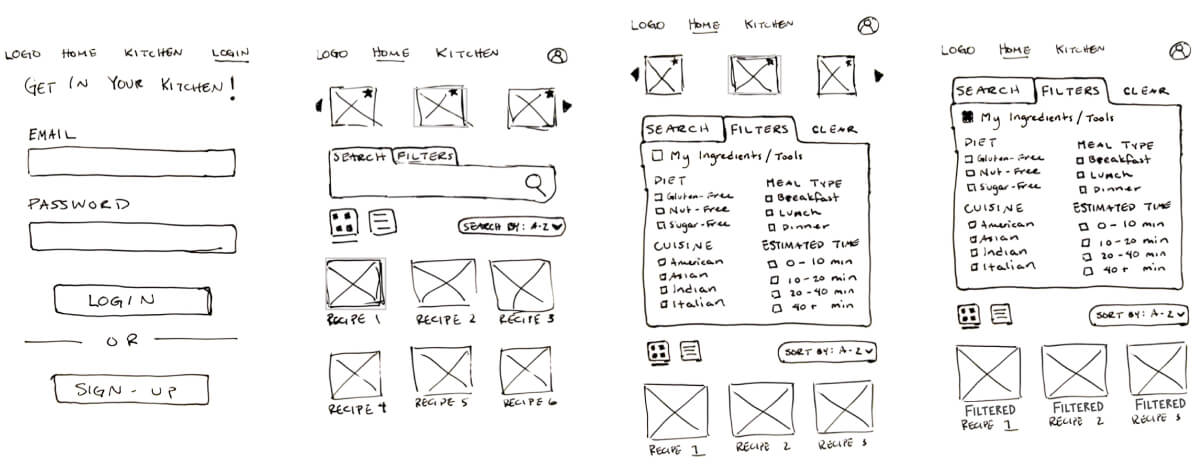 LOGO HOME KITCHEN LOGIN
GET IN YOUR KITCHEN!
EMAIL
PASSWORD
LOGIN
OR
SIGN-UP
LOGO HOME KITCHEN
SEARCH FILTERS
SEARCH BY: A-Z
RECIPE 1 RECIPE 2 RECIPE 3
RECIPE 4 RECIPE 5 RECIPE 6
LOGO HOME KITCHEN
SEARCH FILTERS CLEAR
My Ingredients/Tools
DIET MEAL TYPE
Gluten-Free Breakfast
Nut-Free Lunch
Sugar-Free Dinner
CUISINE ESTIMATED TIME
American 0-10 min
Asian 10-20 min
Indian 20-40 min
Italian 40+ min
SORT BY: A-Z
RECIPE 1 RECIPE 2 RECIPE 3
LOGO HOME KITCHEN
SEARCH FILTERS CLEAR
My Ingredients/Tools
DIET MEAL TYPE
Gluten-Free Breakfast
Nut-Free Lunch
Sugar-Free Dinner
CUISINE ESTIMATED TIME
American 0-10 min
Asian 10-20 min
Indian 20-40 min
Italian 40+ min
SORT BY: A-Z
FILTERED FILTERED FILTERED
RECIPE 1 RECIPE 2 RECIPE 3